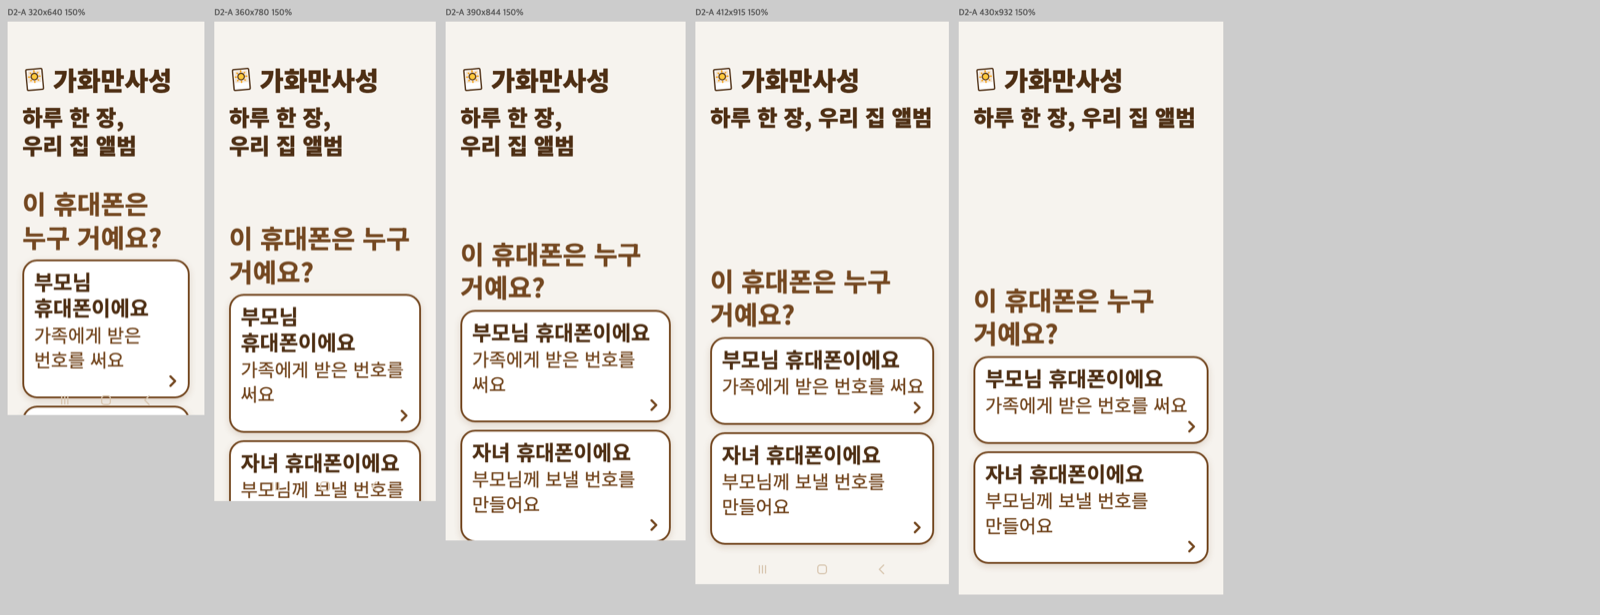 D2-A 320x640 150%
가화만사성
하루 한 장,
우리 집 앨범
이 휴대폰은
누구 거예요?
부모님
휴대폰이에요
가족에게 받은
번호를 써요
D2-A 360x780 150%
가화만사성
하루 한 장,
우리 집 앨범
이 휴대폰은 누구
거예요?
부모님
휴대폰이에요
가족에게 받은 번호를
써요
자녀 휴대폰이에요
부모님께 보낼 번호를
D2-A 390x844 150%
가화만사성
하루 한 장,
우리 집 앨범
이 휴대폰은 누구
거예요?
부모님 휴대폰이에요
가족에게 받은 번호를
써요
자녀 휴대폰이에요
부모님께 보낼 번호를
만들어요
D2-A 412x915 150%
가화만사성
하루 한 장, 우리 집 앨범
이 휴대폰은 누구
거예요?
부모님 휴대폰이에요
가족에게 받은 번호를 써요
자녀 휴대폰이에요
부모님께 보낼 번호를
만들어요
D2-A 430x932 150%
가화만사성
하루 한 장, 우리 집 앨범
이 휴대폰은 누구
거예요?
부모님 휴대폰이에요
가족에게 받은 번호를 써요
자녀 휴대폰이에요
부모님께 보낼 번호를
만들어요